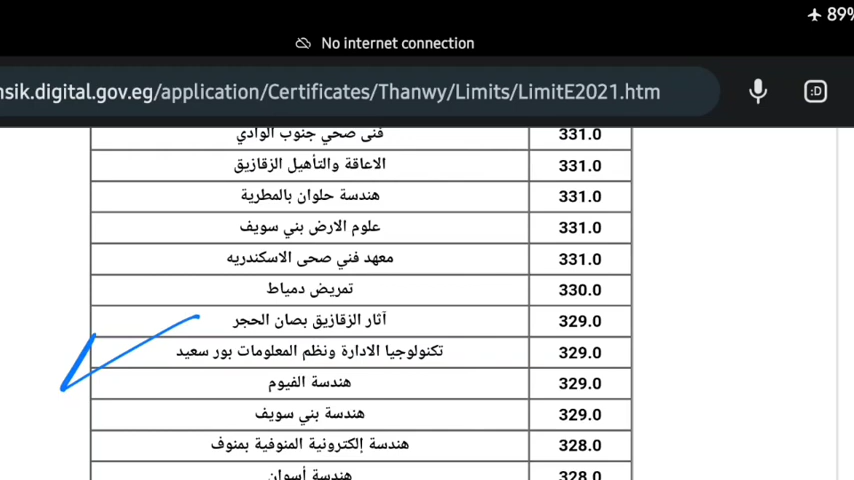 89%
No internet connection
nsik.digital.gov.eg/application/Certificates/Thanwy/Limits/LimitE2021.htm
:D
فنى صحي جنوب الوادي 331.0
الاعاقة والتأهيل الزقازيق 331.0
هندسة حلوان بالمطرية 331.0
علوم الارض بني سويف 331.0
معهد فني صحى الاسكندريه 331.0
تمريض دمياط 330.0
آثار الزقازيق بصان الحجر 329.0
تكنولوجيا الادارة ونظم المعلومات بور سعيد 329.0
هندسة الفيوم 329.0
هندسة بني سويف 329.0
هندسة إلكترونية المنوفية بمنوف 328.0
هندسة أسوان 328.0